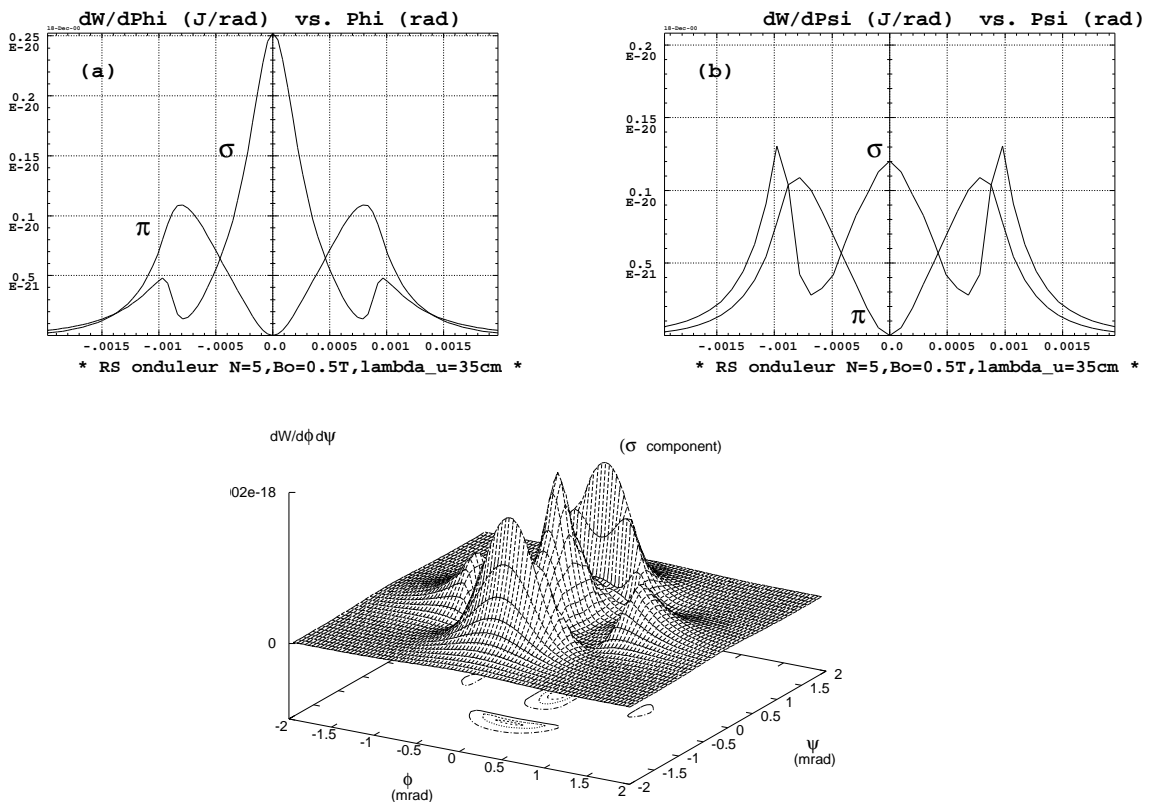 dW/dPhi (J/rad) vs. Phi (rad)
18-Dec-00
(a)
0.25
E-20
0.2
E-20
0.15
E-20
0.1
E-20
0.5
E-21
σ
π
-.0015 -.001 -.0005 0 0.0005 0.001 0.0015
* RS onduleur N=5,Bo=0.5T,lambda_u=35cm *
dW/dPsi (J/rad) vs. Psi (rad)
18-Dec-00
(b)
0.2
E-20
0.15
E-20
0.1
E-20
0.5
E-21
σ
π
-.0015 -.001 -.0005 0 0.0005 0.001 0.0015
* RS onduleur N=5,Bo=0.5T,lambda_u=35cm *
dW/dϕdψ
(σ component)
02e-18
0
-2 -1.5 -1 -0.5 0 0.5 1 1.5 2
ϕ
(mrad)
-2 -1.5 -1 -0.5 0 0.5 1 1.5 2
ψ
(mrad)